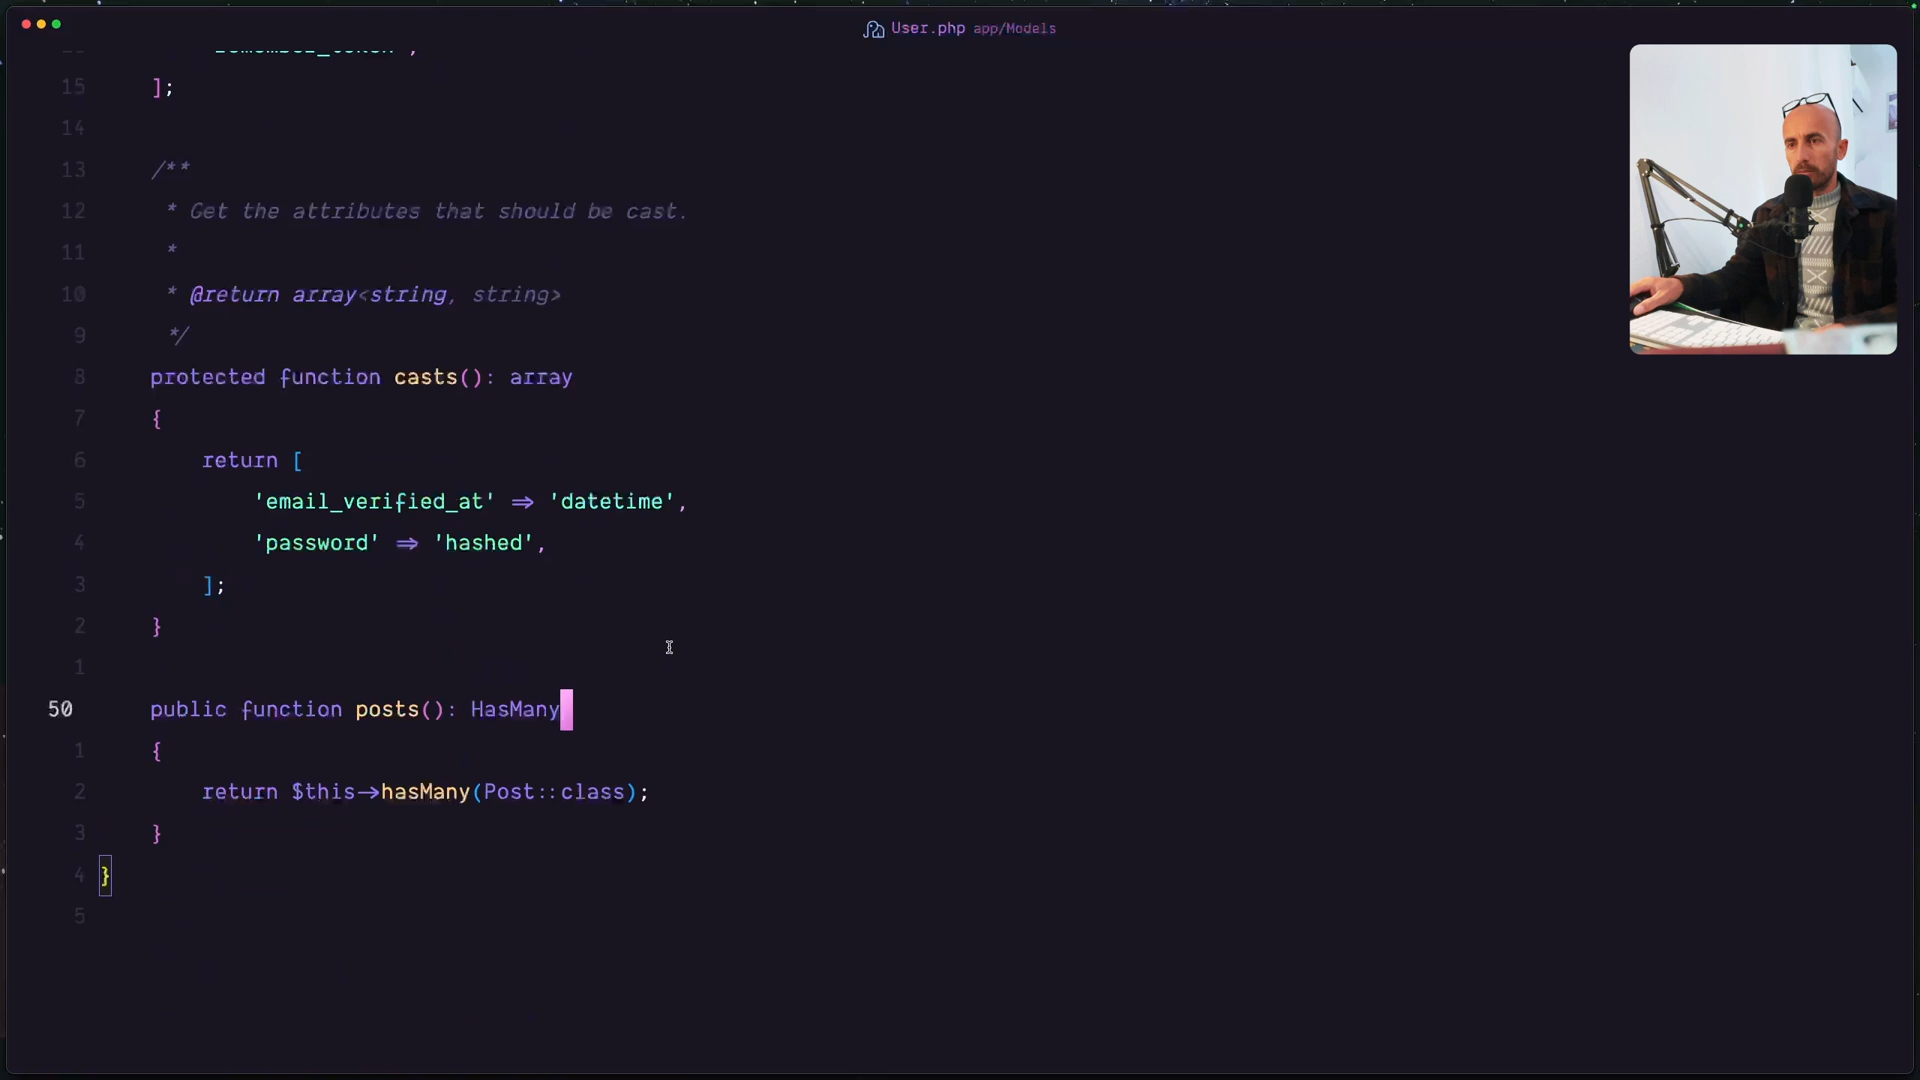 User.php app/Models
15 ];
14
13 /**
12 * Get the attributes that should be cast.
11 *
10 * @return array<string, string>
9 */
8 protected function casts(): array
7 {
6 return [
5 'email_verified_at' => 'datetime',
4 'password' => 'hashed',
3 ];
2 }
1
50 public function posts(): HasMany
1 {
2 return $this->hasMany(Post::class);
3 }
4 }
5